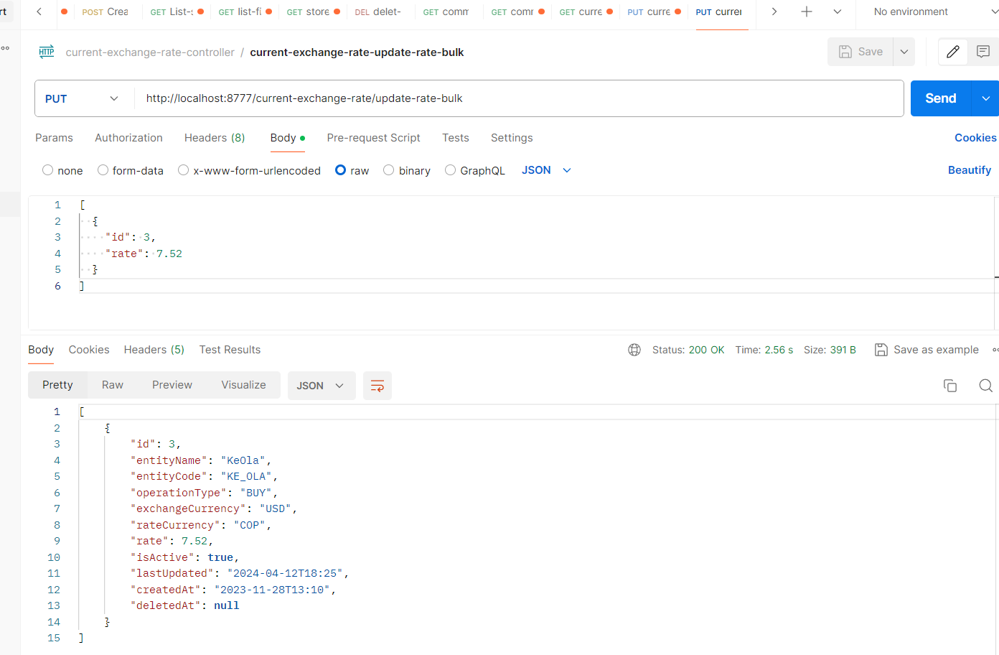 rt POST Crea GET List-s GET list-fi GET store DEL delet- GET comm GET comr GET curre PUT curre PUT currer No environment
HTTP current-exchange-rate-controller / current-exchange-rate-update-rate-bulk Save
PUT http://localhost:8777/current-exchange-rate/update-rate-bulk Send
Params Authorization Headers (8) Body Pre-request Script Tests Settings Cookies
none form-data x-www-form-urlencoded raw binary GraphQL JSON Beautify
1 [
2 {
3 "id": 3,
4 "rate": 7.52
5 }
6 ]
Body Cookies Headers (5) Test Results Status: 200 OK Time: 2.56 s Size: 391 B Save as example
Pretty Raw Preview Visualize JSON
1 [
2 {
3 "id": 3,
4 "entityName": "KeOla",
5 "entityCode": "KE_OLA",
6 "operationType": "BUY",
7 "exchangeCurrency": "USD",
8 "rateCurrency": "COP",
9 "rate": 7.52,
10 "isActive": true,
11 "lastUpdated": "2024-04-12T18:25",
12 "createdAt": "2023-11-28T13:10",
13 "deletedAt": null
14 }
15 ]